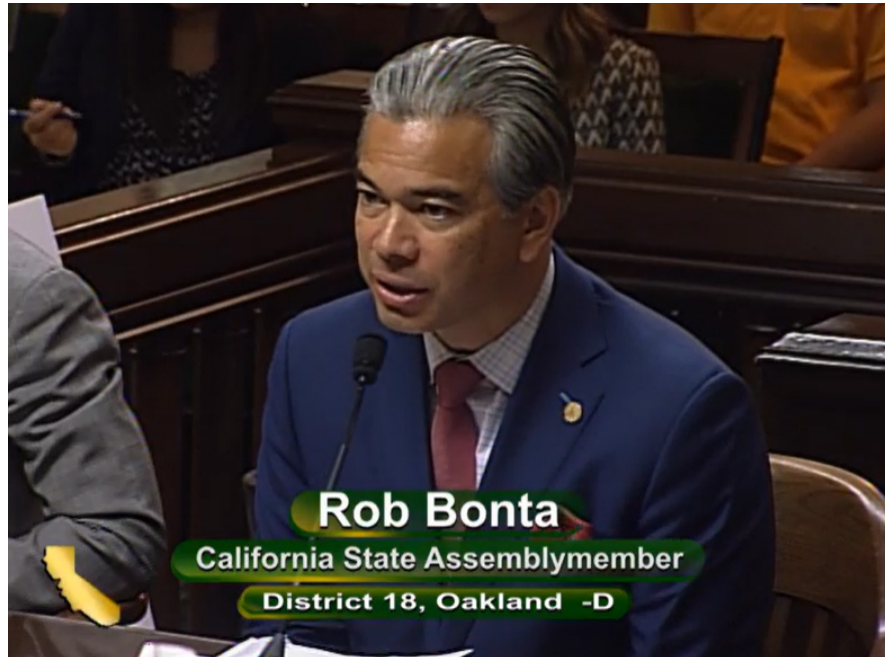 Rob Bonta
California State Assemblymember
District 18, Oakland -D